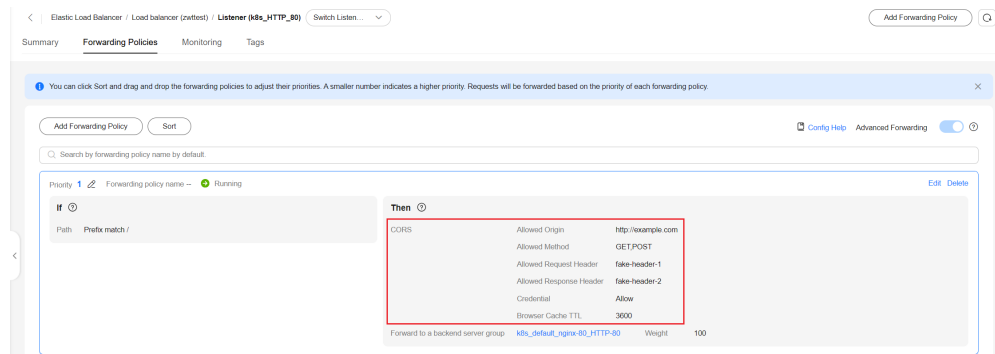 Elastic Load Balancer / Load balancer (zwttest) / Listener (k8s_HTTP_80) Switch Listen... Add Forwarding Policy
Summary Forwarding Policies Monitoring Tags
You can click Sort and drag and drop the forwarding policies to adjust their priorities. A smaller number indicates a higher priority. Requests will be forwarded based on the priority of each forwarding policy.
Add Forwarding Policy Sort Config Help Advanced Forwarding
Search by forwarding policy name by default.
Priority 1 Forwarding policy name -- Running Edit Delete
If Then
Path Prefix match / CORS Allowed Origin http://example.com
Allowed Method GET,POST
Allowed Request Header fake-header-1
Allowed Response Header fake-header-2
Credential Allow
Browser Cache TTL 3600
Forward to a backend server group k8s_default_nginx-80_HTTP-80 Weight 100